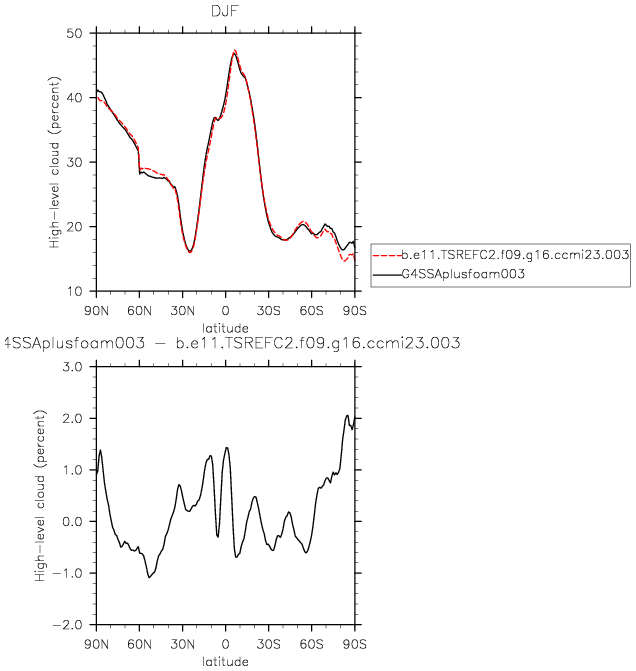 DJF
50
40
30
20
10
High-level cloud (percent)
90N 60N 30N 0 30S 60S 90S
latitude
b.e11.TSREFC2.f09.g16.ccmi23.003
G4SSAplusfoam003
4SSAplusfoam003 - b.e11.TSREFC2.f09.g16.ccmi23.003
3.0
2.0
1.0
0.0
-1.0
-2.0
High-level cloud (percent)
90N 60N 30N 0 30S 60S 90S
latitude